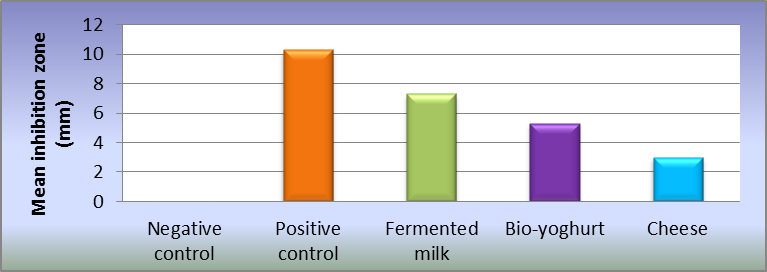 Mean inhibition zone
(mm)
12
10
8
6
4
2
0
Negative
control
Positive
control
Fermented
milk
Bio-yoghurt
Cheese